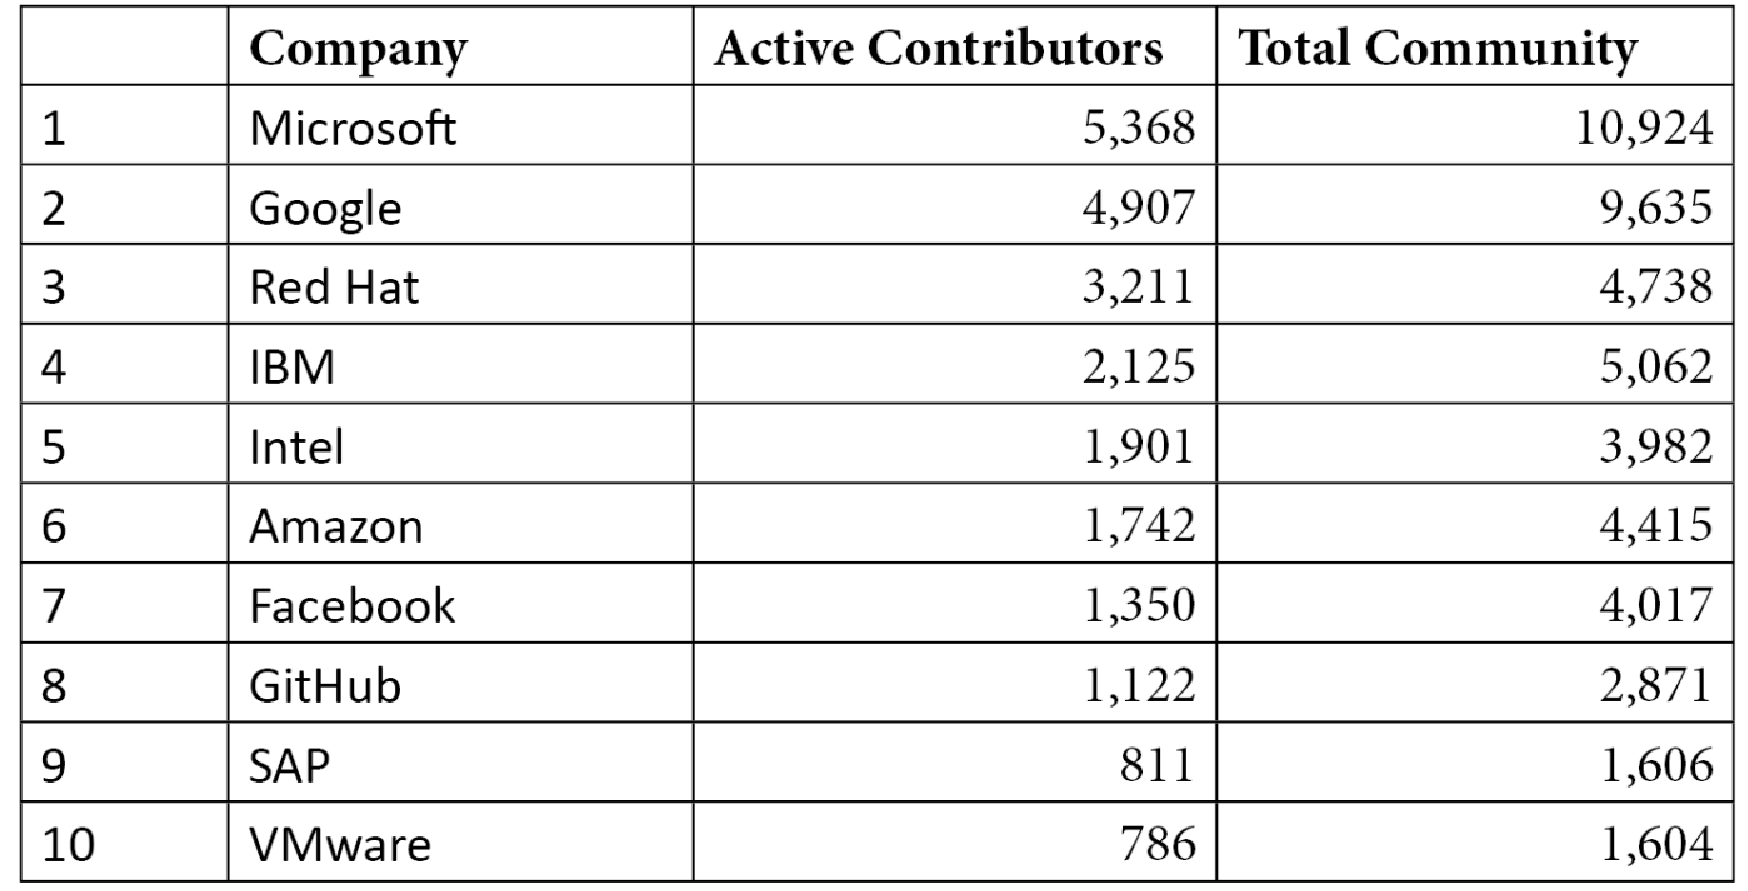 Company Active Contributors Total Community
1 Microsoft 5,368 10,924
2 Google 4,907 9,635
3 Red Hat 3,211 4,738
4 IBM 2,125 5,062
5 Intel 1,901 3,982
6 Amazon 1,742 4,415
7 Facebook 1,350 4,017
8 GitHub 1,122 2,871
9 SAP 811 1,606
10 VMware 786 1,604